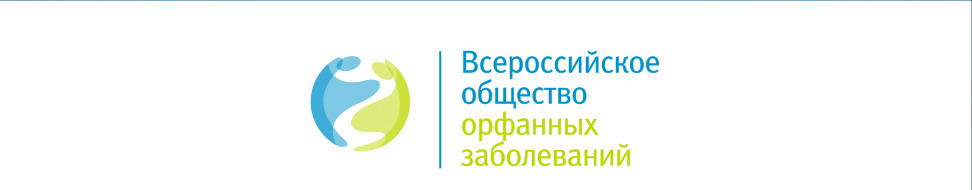 Всероссийское
общество
орфанных
заболеваний